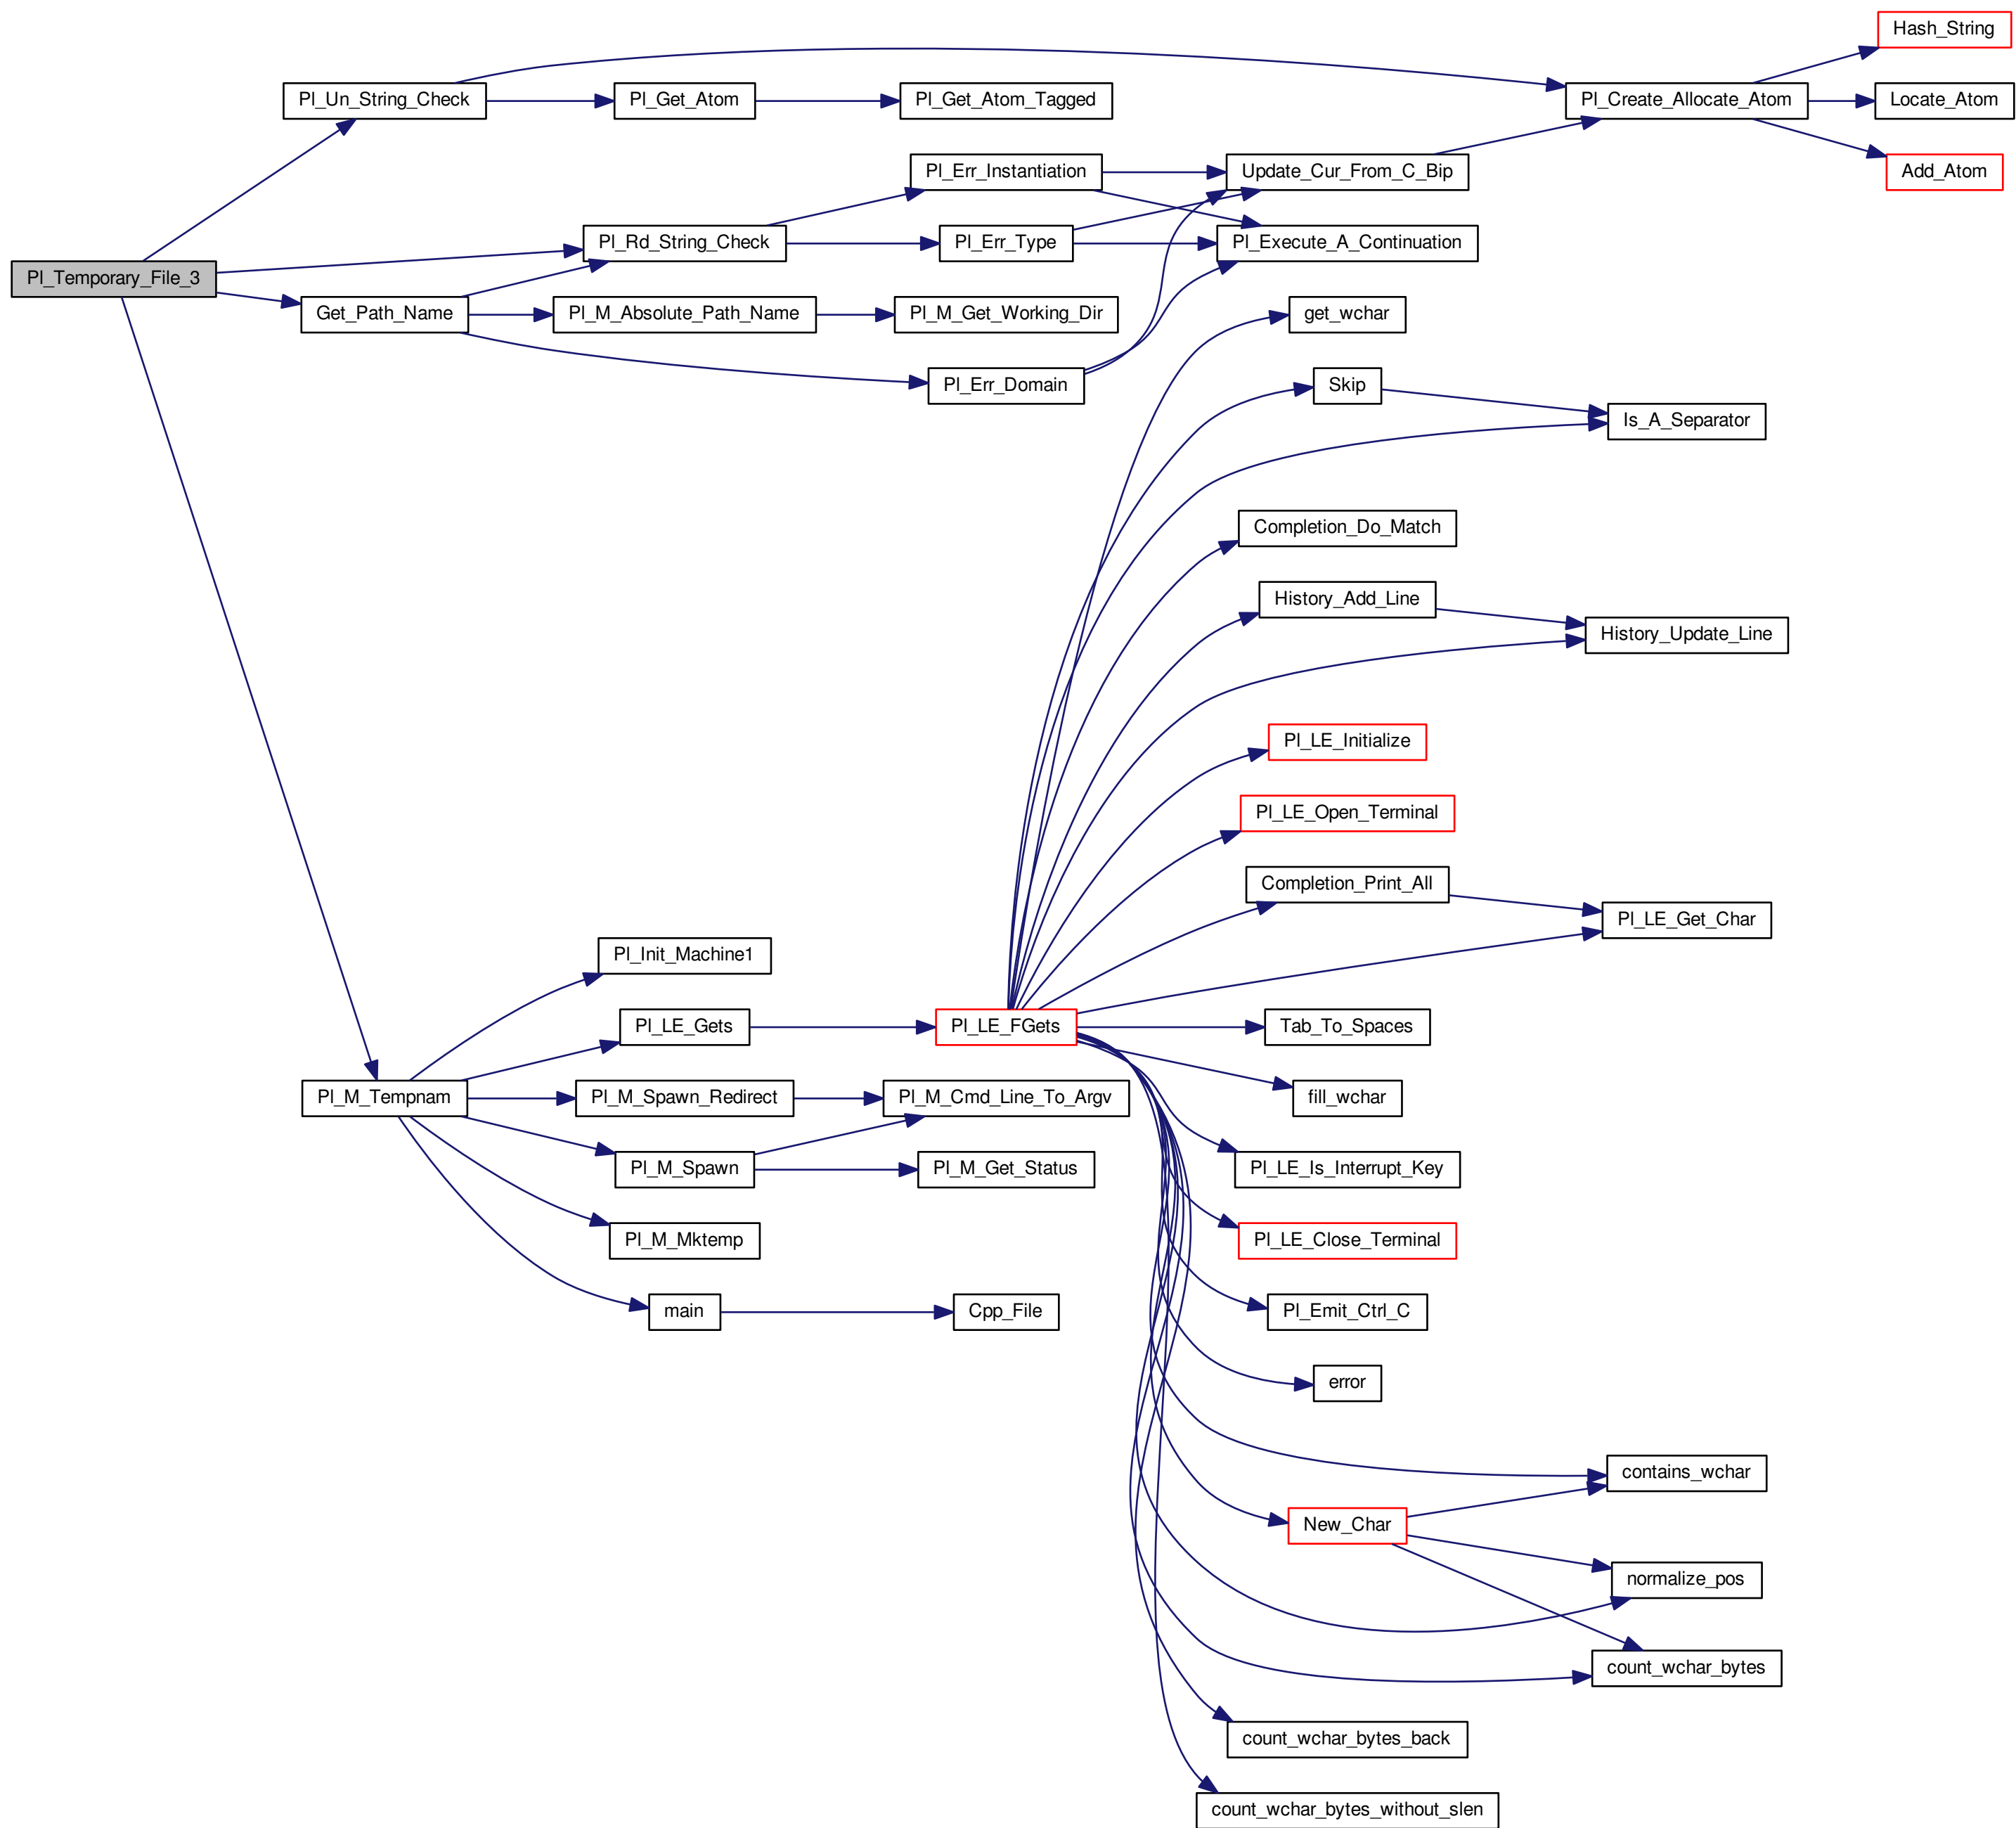 Hash_String
Pl_Un_String_Check
Pl_Get_Atom
Pl_Get_Atom_Tagged
Pl_Create_Allocate_Atom
Locate_Atom
Pl_Err_Instantiation
Update_Cur_From_C_Bip
Add_Atom
Pl_Rd_String_Check
Pl_Err_Type
Pl_Execute_A_Continuation
Pl_Temporary_File_3
Get_Path_Name
Pl_M_Absolute_Path_Name
Pl_M_Get_Working_Dir
get_wchar
Pl_Err_Domain
Skip
Is_A_Separator
Completion_Do_Match
History_Add_Line
History_Update_Line
Pl_LE_Initialize
Pl_LE_Open_Terminal
Completion_Print_All
Pl_LE_Get_Char
Pl_Init_Machine1
Pl_LE_Gets
Pl_LE_FGets
Tab_To_Spaces
Pl_M_Tempnam
Pl_M_Spawn_Redirect
Pl_M_Cmd_Line_To_Argv
fill_wchar
Pl_M_Spawn
Pl_M_Get_Status
Pl_LE_Is_Interrupt_Key
Pl_M_Mktemp
Pl_LE_Close_Terminal
main
Cpp_File
Pl_Emit_Ctrl_C
error
contains_wchar
New_Char
normalize_pos
count_wchar_bytes
count_wchar_bytes_back
count_wchar_bytes_without_slen